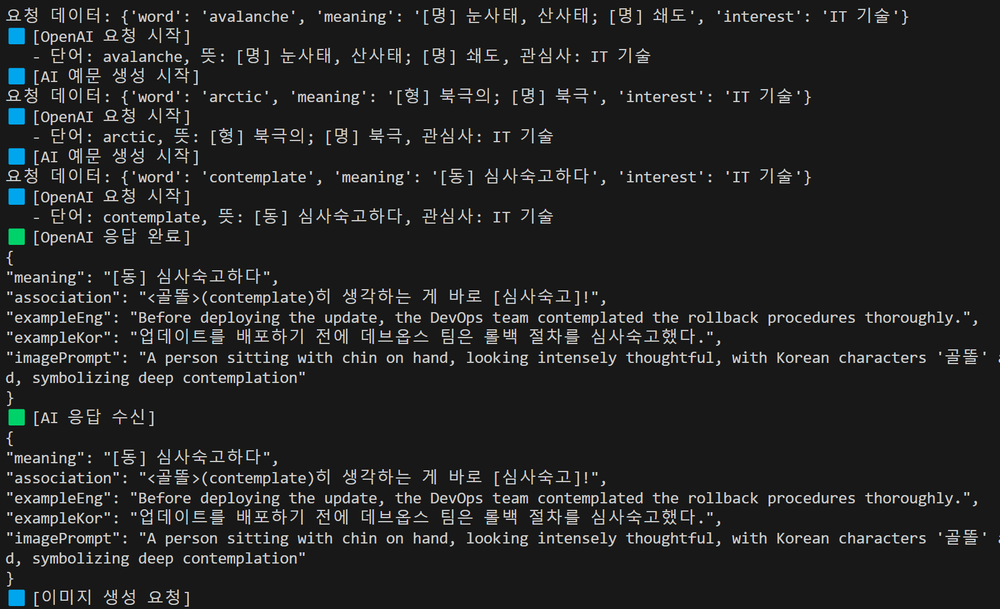 요청 데이터: {'word': 'avalanche', 'meaning': '[명] 눈사태, 산사태; [명] 쇄도', 'interest': 'IT 기술'}
[OpenAI 요청 시작]
- 단어: avalanche, 뜻: [명] 눈사태, 산사태; [명] 쇄도, 관심사: IT 기술
[AI 예문 생성 시작]
요청 데이터: {'word': 'arctic', 'meaning': '[형] 북극의; [명] 북극', 'interest': 'IT 기술'}
[OpenAI 요청 시작]
- 단어: arctic, 뜻: [형] 북극의; [명] 북극, 관심사: IT 기술
[AI 예문 생성 시작]
요청 데이터: {'word': 'contemplate', 'meaning': '[동] 심사숙고하다', 'interest': 'IT 기술'}
[OpenAI 요청 시작]
- 단어: contemplate, 뜻: [동] 심사숙고하다, 관심사: IT 기술
[OpenAI 응답 완료]
{
"meaning": "[동] 심사숙고하다",
"association": "<골똘>(contemplate)히 생각하는 게 바로 [심사숙고]!",
"exampleEng": "Before deploying the update, the DevOps team contemplated the rollback procedures thoroughly.",
"exampleKor": "업데이트를 배포하기 전에 데브옵스 팀은 롤백 절차를 심사숙고했다.",
"imagePrompt": "A person sitting with chin on hand, looking intensely thoughtful, with Korean characters '골똘'
d, symbolizing deep contemplation"
}
[AI 응답 수신]
{
"meaning": "[동] 심사숙고하다",
"association": "<골똘>(contemplate)히 생각하는 게 바로 [심사숙고]!",
"exampleEng": "Before deploying the update, the DevOps team contemplated the rollback procedures thoroughly.",
"exampleKor": "업데이트를 배포하기 전에 데브옵스 팀은 롤백 절차를 심사숙고했다.",
"imagePrompt": "A person sitting with chin on hand, looking intensely thoughtful, with Korean characters '골똘'
d, symbolizing deep contemplation"
}
[이미지 생성 요청]